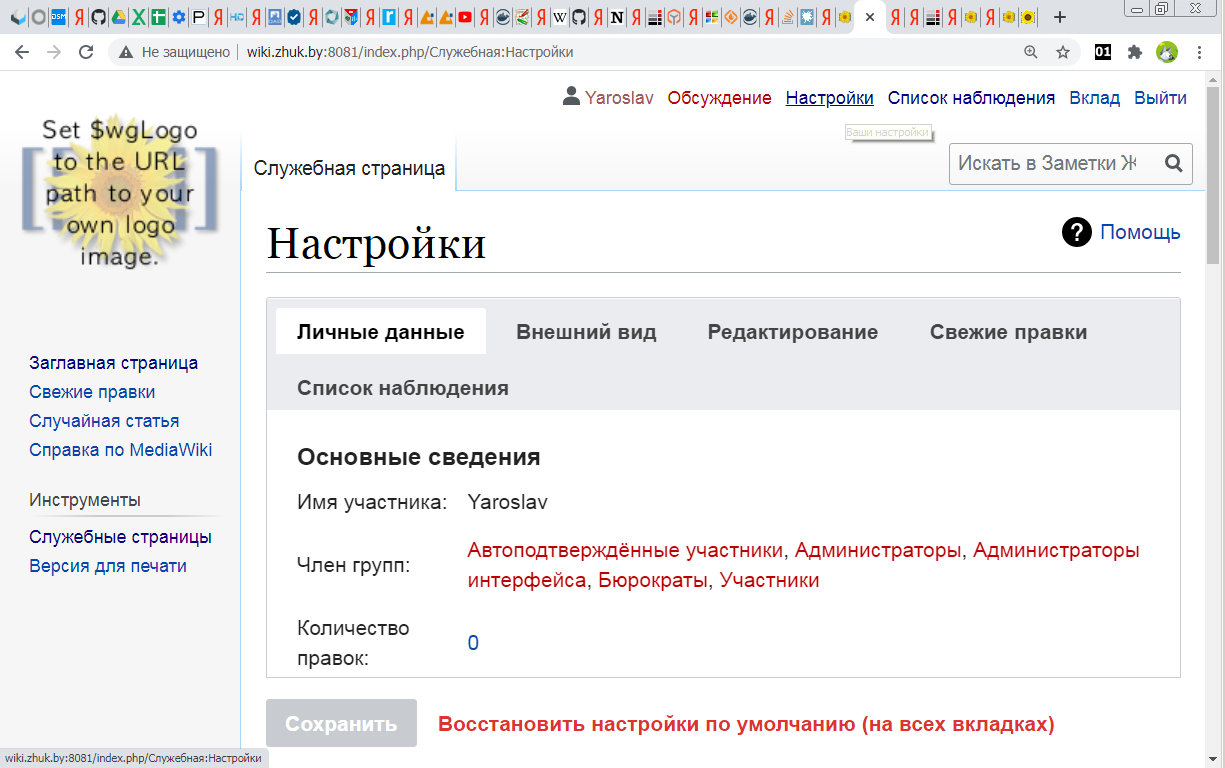 Не защищено
wiki.zhuk.by:8081/index.php/Служебная:Настройки
01
Yaroslav Обсуждение Настройки Список наблюдения Вклад Выйти
Ваши настройки
Set $wgLogo
to the URL
path to your
own logo
image.
Служебная страница
Искать в Заметки Ж
Настройки
Помощь
Заглавная страница
Свежие правки
Случайная статья
Справка по MediaWiki
Инструменты
Служебные страницы
Версия для печати
Личные данные Внешний вид Редактирование Свежие правки
Список наблюдения
Основные сведения
Имя участника: Yaroslav
Член групп:
Автоподтверждённые участники, Администраторы, Администраторы
интерфейса, Бюрократы, Участники
Количество
правок:
0
Сохранить Восстановить настройки по умолчанию (на всех вкладках)
wiki.zhuk.by:8081/index.php/Служебная:Настройки